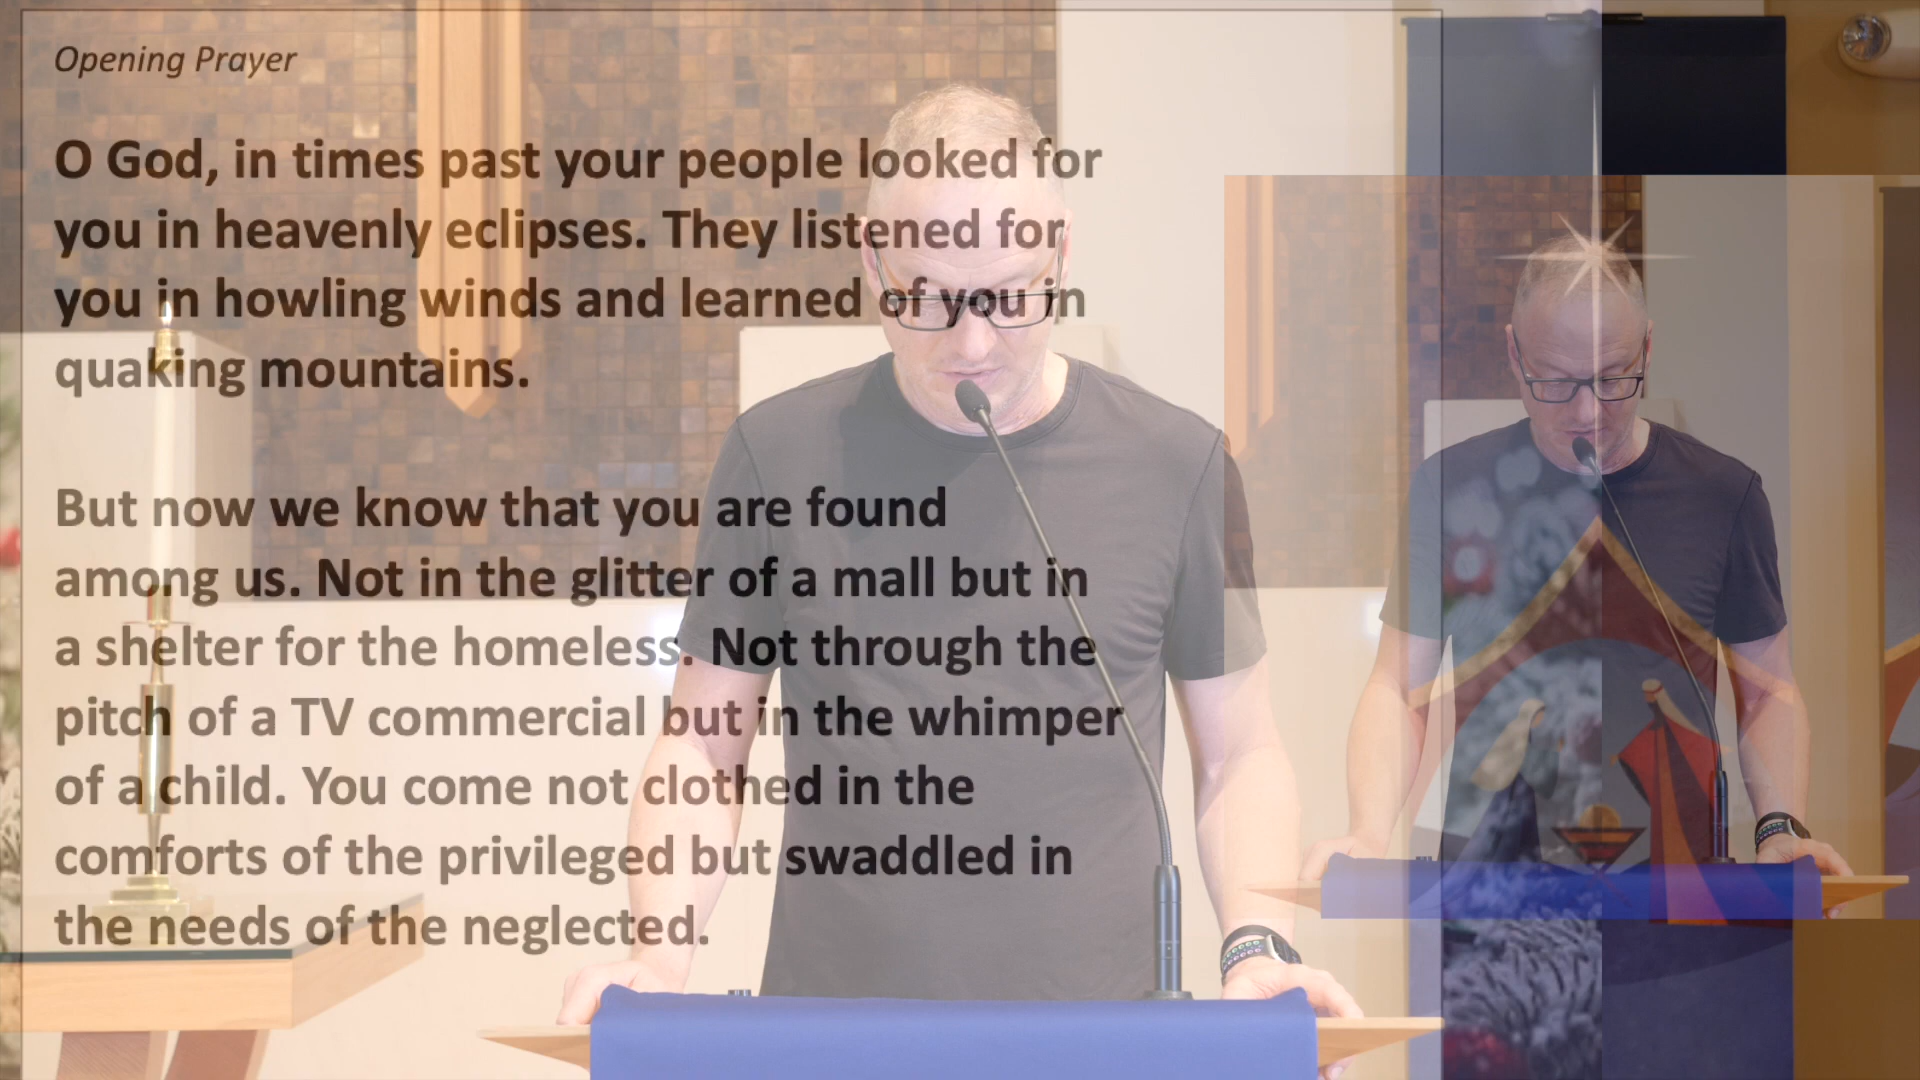 Opening Prayer
O God, in times past your people looked for
you in heavenly eclipses. They listened for
you in howling winds and learned of you in
quaking mountains.
But now we know that you are found
among us. Not in the glitter of a mall but in
a shelter for the homeless. Not through the
pitch of a TV commercial but in the whimper
of a child. You come not clothed in the
comforts of the privileged but swaddled in
the needs of the neglected.